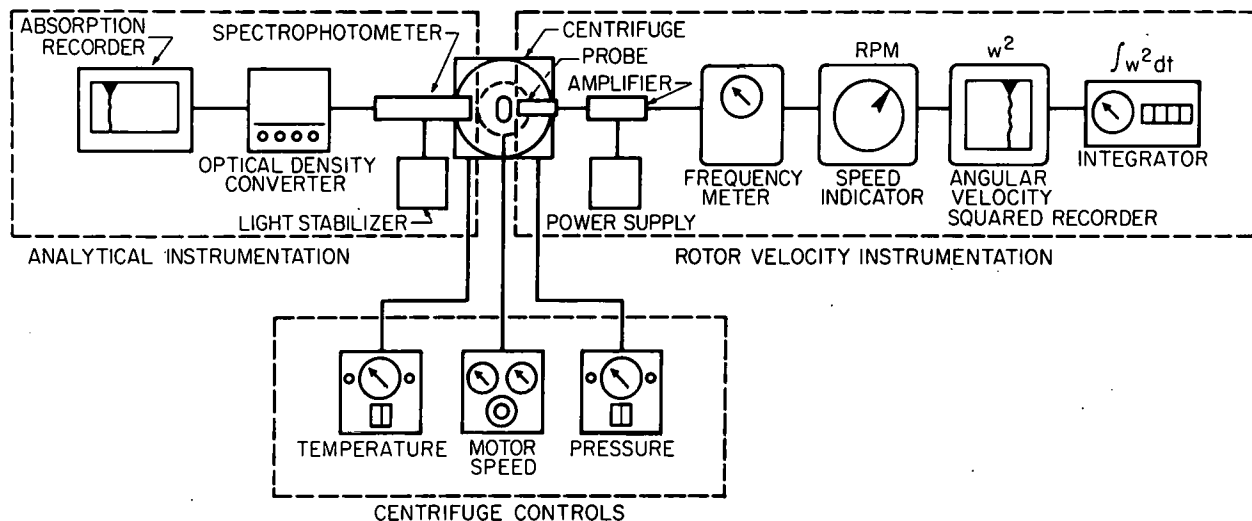 ABSORPTION
RECORDER
SPECTROPHOTOMETER
CENTRIFUGE
PROBE
AMPLIFIER
RPM
w²
∫w²dt
OPTICAL DENSITY
CONVERTER
LIGHT STABILIZER
POWER SUPPLY
FREQUENCY
METER
SPEED
INDICATOR
ANGULAR
VELOCITY
SQUARED RECORDER
INTEGRATOR
ANALYTICAL INSTRUMENTATION
ROTOR VELOCITY INSTRUMENTATION
TEMPERATURE
MOTOR
SPEED
PRESSURE
CENTRIFUGE CONTROLS